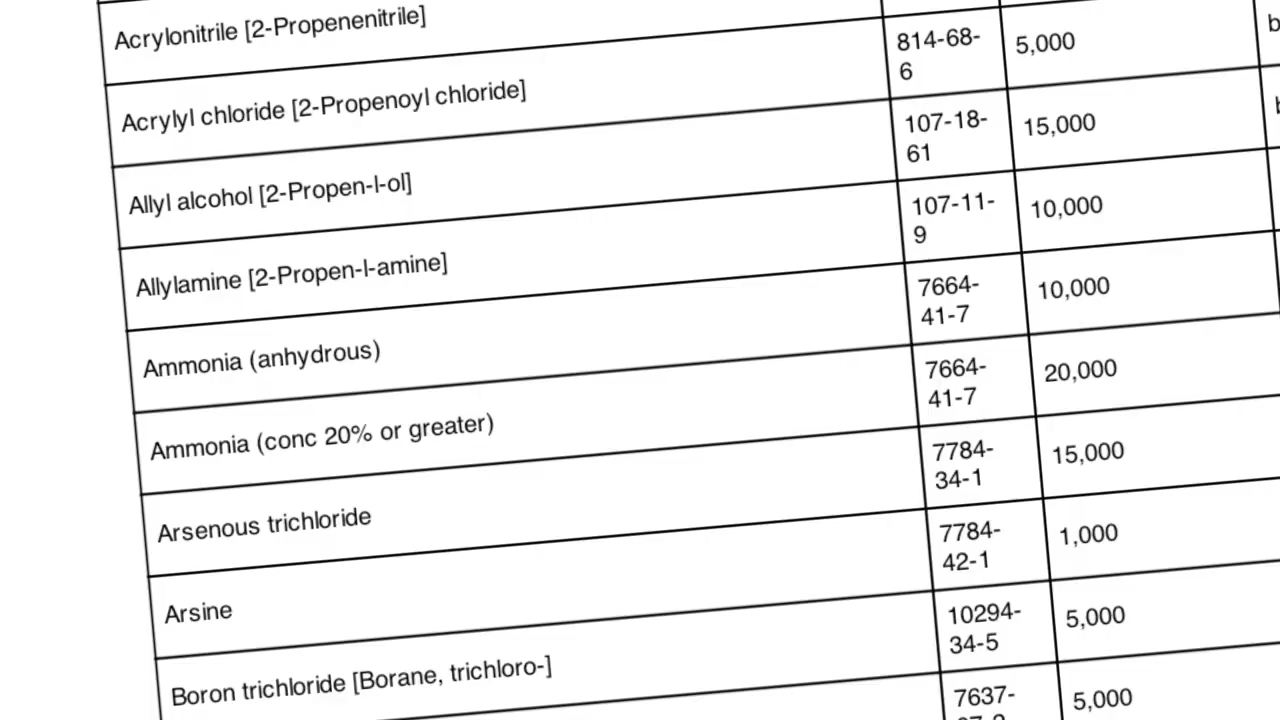 Acrylonitrile [2-Propenenitrile]
Acrylyl chloride [2-Propenoyl chloride]
814-68-
6
5,000
b
Allyl alcohol [2-Propen-l-ol]
107-18-
61
15,000
Allylamine [2-Propen-l-amine]
107-11-
9
10,000
Ammonia (anhydrous)
7664-
41-7
10,000
Ammonia (conc 20% or greater)
7664-
41-7
20,000
Arsenous trichloride
7784-
34-1
15,000
Arsine
7784-
42-1
1,000
Boron trichloride [Borane, trichloro-]
10294-
34-5
5,000
7637-
5,000